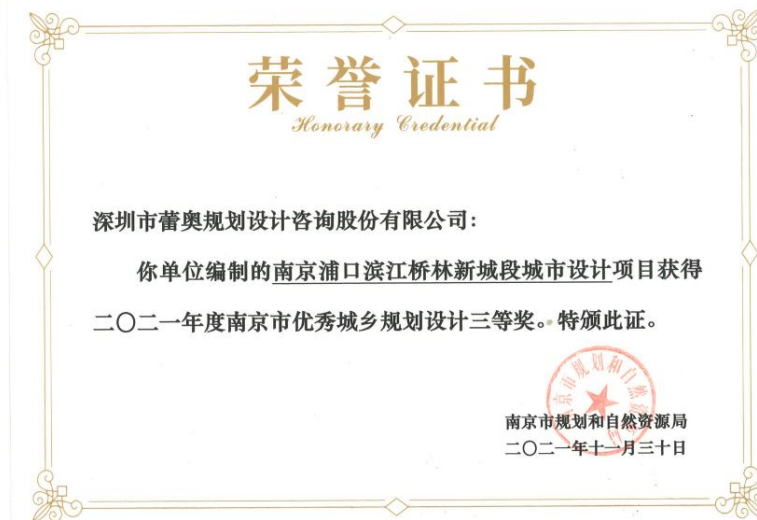 荣誉证书
Honorary Credential
深圳市蕾奥规划设计咨询股份有限公司：
你单位编制的南京浦口滨江桥林新城段城市设计项目获得
二〇二一年度南京市优秀城乡规划设计三等奖。特颁此证。
南京市规划和自然资源局
二〇二一年十一月三十日